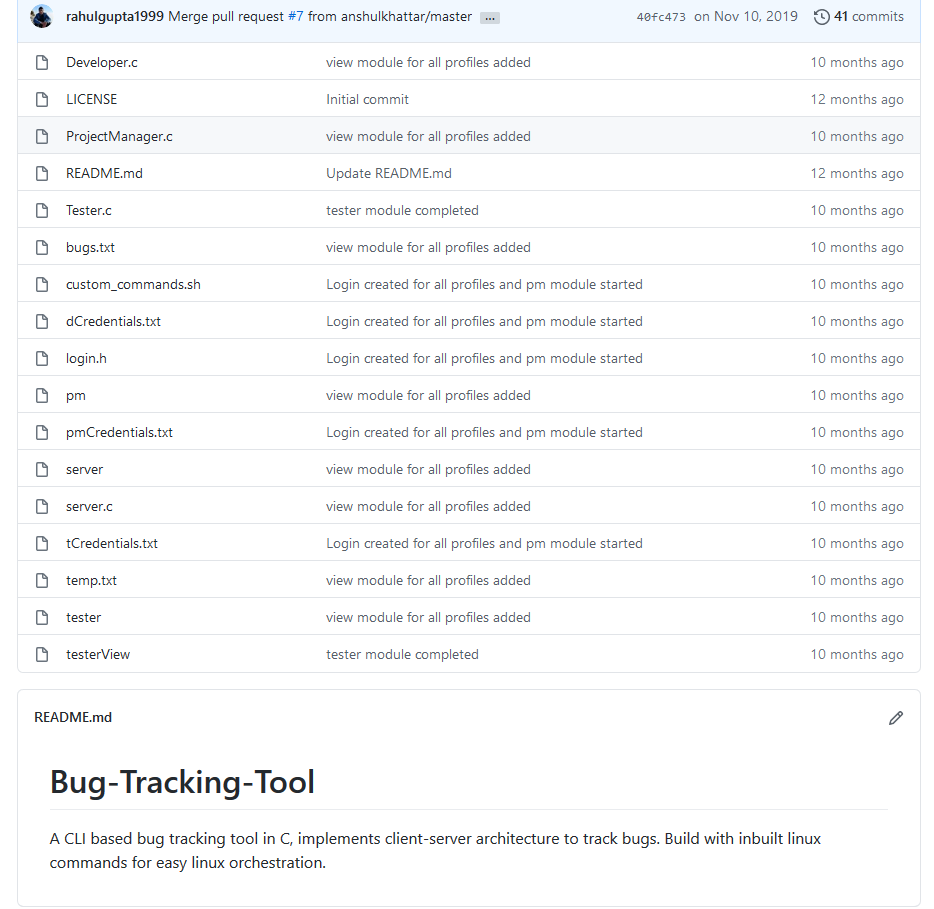 rahulgupta1999 Merge pull request #7 from anshulkhattar/master ... 40fc473 on Nov 10, 2019 41 commits
Developer.c view module for all profiles added 10 months ago
LICENSE Initial commit 12 months ago
ProjectManager.c view module for all profiles added 10 months ago
README.md Update README.md 12 months ago
Tester.c tester module completed 10 months ago
bugs.txt view module for all profiles added 10 months ago
custom_commands.sh Login created for all profiles and pm module started 10 months ago
dCredentials.txt Login created for all profiles and pm module started 10 months ago
login.h Login created for all profiles and pm module started 10 months ago
pm view module for all profiles added 10 months ago
pmCredentials.txt Login created for all profiles and pm module started 10 months ago
server view module for all profiles added 10 months ago
server.c view module for all profiles added 10 months ago
tCredentials.txt Login created for all profiles and pm module started 10 months ago
temp.txt view module for all profiles added 10 months ago
tester view module for all profiles added 10 months ago
testerView tester module completed 10 months ago
README.md
Bug-Tracking-Tool
A CLI based bug tracking tool in C, implements client-server architecture to track bugs. Build with inbuilt linux
commands for easy linux orchestration.